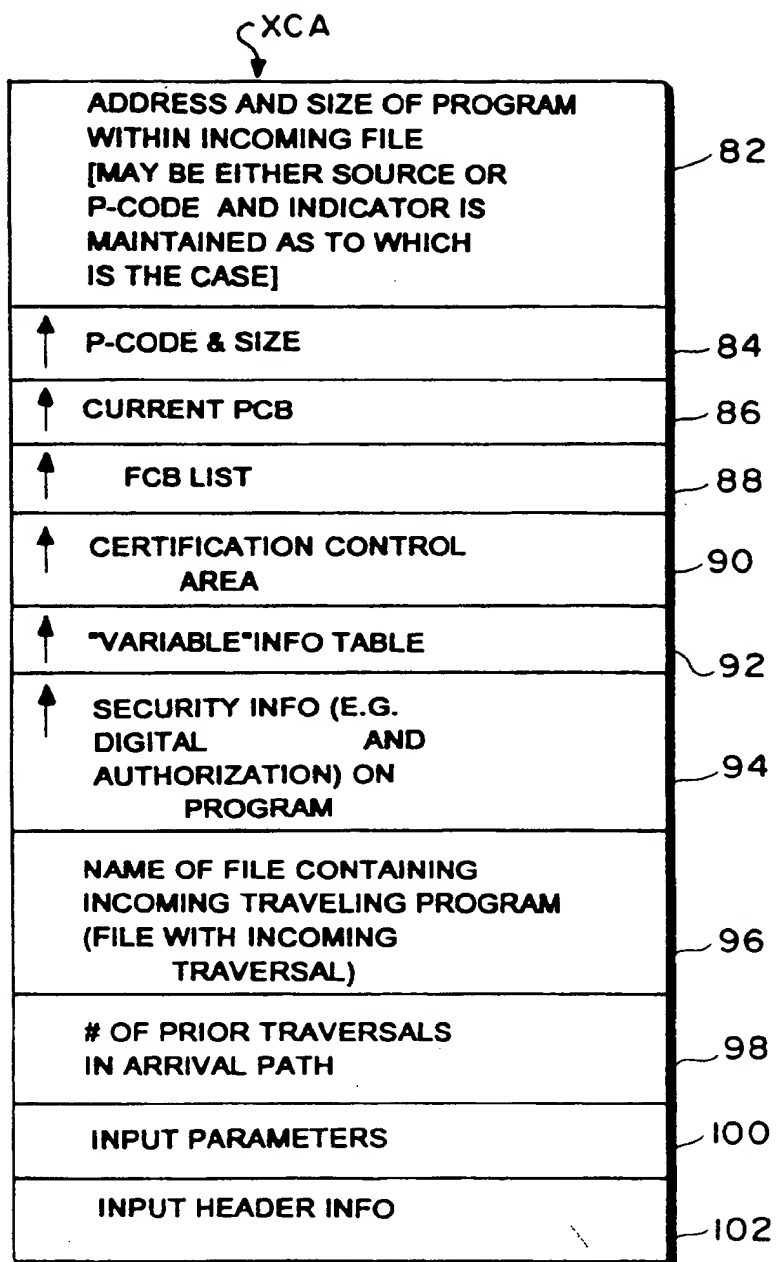 XCA
ADDRESS AND SIZE OF PROGRAM
WITHIN INCOMING FILE
[MAY BE EITHER SOURCE OR
P-CODE AND INDICATOR IS
MAINTAINED AS TO WHICH
IS THE CASE]
82
P-CODE & SIZE
84
CURRENT PCB
86
FCB LIST
88
CERTIFICATION CONTROL
AREA
90
"VARIABLE"INFO TABLE
92
SECURITY INFO (E.G.
DIGITAL AND
AUTHORIZATION) ON
PROGRAM
94
NAME OF FILE CONTAINING
INCOMING TRAVELING PROGRAM
(FILE WITH INCOMING
TRAVERSAL)
96
# OF PRIOR TRAVERSALS
IN ARRIVAL PATH
98
INPUT PARAMETERS
100
INPUT HEADER INFO
102